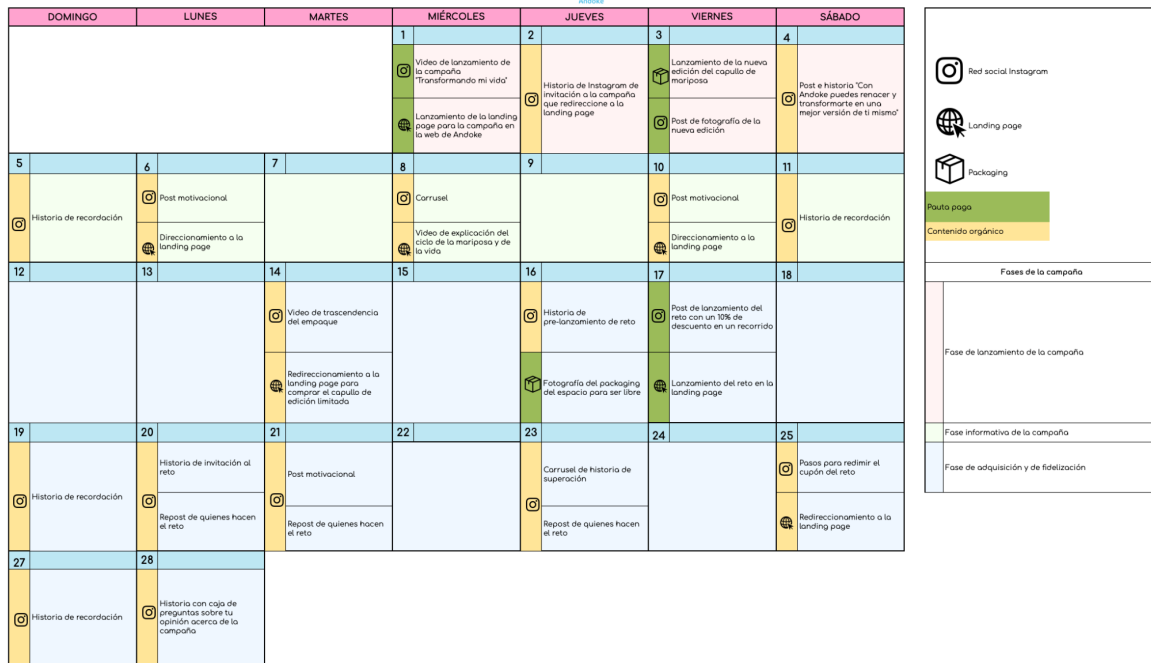 Andoke
DOMINGO
LUNES
MARTES
MIÉRCOLES
JUEVES
VIERNES
SÁBADO
1
Video de lanzamiento de
la campaña
"Transformando mi vida"
Lanzamiento de la landing
page para la campaña en
la web de Andoke
2
Historia de Instagram de
invitación a la campaña
que redireccione a la
landing page
3
Lanzamiento de la nueva
edición del capullo de
mariposa
Post de fotografía de la
nueva edición
4
Post e historia "Con
Andoke puedes renacer y
transformarte en una
mejor versión de ti mismo"
5
Historia de recordación
6
Post motivacional
Direccionamiento a la
landing page
7
8
Carrusel
Video de explicación del
ciclo de la mariposa y de
la vida
9
10
Post motivacional
Direccionamiento a la
landing page
11
Historia de recordación
12
13
14
Video de trascendencia
del empaque
Redireccionamiento a la
landing page para
comprar el capullo de
edición limitada
15
16
Historia de
pre-lanzamiento de reto
Fotografía del packaging
del espacio para ser libre
17
Post de lanzamiento del
reto con un 10% de
descuento en un recorrido
Lanzamiento del reto en la
landing page
18
19
Historia de recordación
20
Historia de invitación al
reto
Repost de quienes hacen
el reto
21
Post motivacional
Repost de quienes hacen
el reto
22
23
Carrusel de historia de
superación
Repost de quienes hacen
el reto
24
25
Pasos para redimir el
cupón del reto
Redireccionamiento a la
landing page
27
Historia de recordación
28
Historia con caja de
preguntas sobre tu
opinión acerca de la
campaña
Red social Instagram
Landing page
Packaging
Pauta paga
Contenido orgánico
Fases de la campaña
Fase de lanzamiento de la campaña
Fase informativa de la campaña
Fase de adquisición y de fidelización